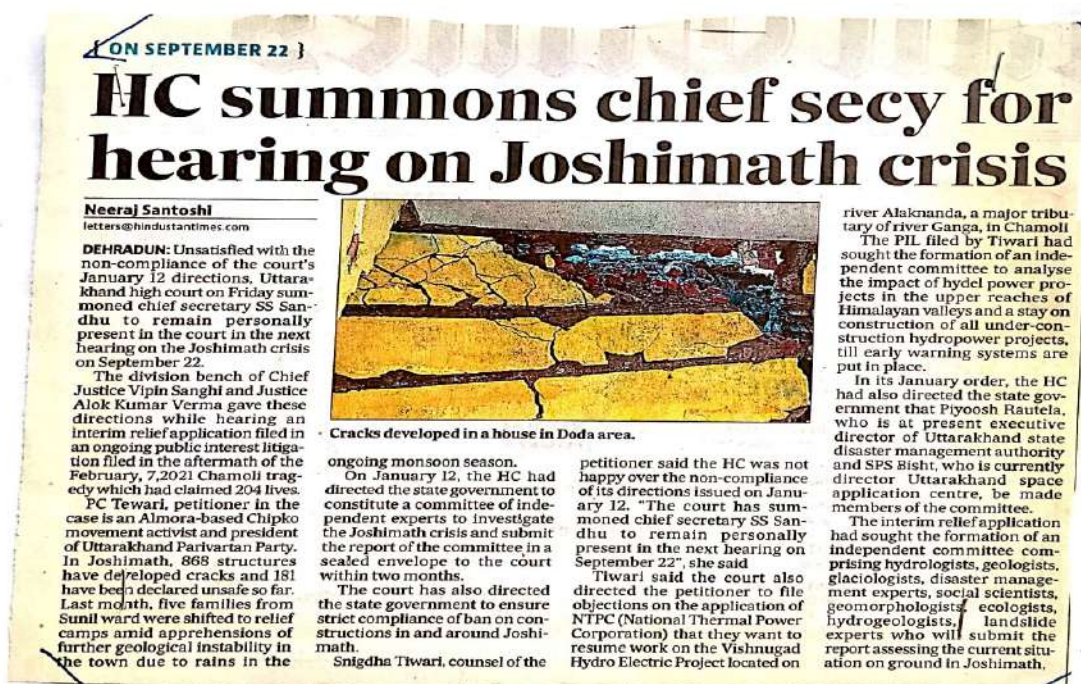 { ON SEPTEMBER 22 }
HC summons chief secy for
hearing on Joshimath crisis
Neeraj Santoshi
letters@hindustantimes.com
DEHRADUN: Unsatisfied with the
non-compliance of the court's
January 12 directions, Uttara-
khand high court on Friday sum-
moned chief secretary SS San-
dhu to remain personally
present in the court in the next
hearing on the Joshimath crisis
on September 22.
The division bench of Chief
Justice Vipin Sanghi and Justice
Alok Kumar Verma gave these
directions while hearing an
interim relief application filed in
an ongoing public interest litiga-
tion filed in the aftermath of the
February, 7,2021 Chamoli trag-
edy which had claimed 204 lives.
PC Tewari, petitioner in the
case is an Almora-based Chipko
movement activist and president
of Uttarakhand Parivartan Party.
In Joshimath, 868 structures
have developed cracks and 181
have been declared unsafe so far.
Last month, five families from
Sunil ward were shifted to relief
camps amid apprehensions of
further geological instability in
the town due to rains in the
Cracks developed in a house in Doda area.
ongoing monsoon season.
On January 12, the HC had
directed the state government to
constitute a committee of inde-
pendent experts to investigate
the Joshimath crisis and submit
the report of the committee in a
sealed envelope to the court
within two months.
The court has also directed
the state government to ensure
strict compliance of ban on con-
structions in and around Joshi-
math.
Snigdha Tiwari, counsel of the
petitioner said the HC was not
happy over the non-compliance
of its directions issued on Janu-
ary 12. "The court has sum-
moned chief secretary SS San-
dhu to remain personally
present in the next hearing on
September 22", she said
Tiwari said the court also
directed the petitioner to file
objections on the application of
NTPC (National Thermal Power
Corporation) that they want to
resume work on the Vishnugad
Hydro Electric Project located on
river Alaknanda, a major tribu-
tary of river Ganga, in Chamoli
The PIL filed by Tiwari had
sought the formation of an inde-
pendent committee to analyse
the impact of hydel power pro-
jects in the upper reaches of
Himalayan valleys and a stay on
construction of all under-con-
struction hydropower projects,
till early warning systems are
put in place.
In its January order, the HC
had also directed the state gov-
ernment that Piyoosh Rautela,
who is at present executive
director of Uttarakhand state
disaster management authority
and SPS Bisht, who is currently
director Uttarakhand space
application centre, be made
members of the committee.
The interim relief application
had sought the formation of an
independent committee com-
prising hydrologists, geologists,
glaciologists, disaster manage-
ment experts, social scientists,
geomorphologists, ecologists,
hydrogeologists, landslide
experts who will submit the
report assessing the current situ-
ation on ground in Joshimath,